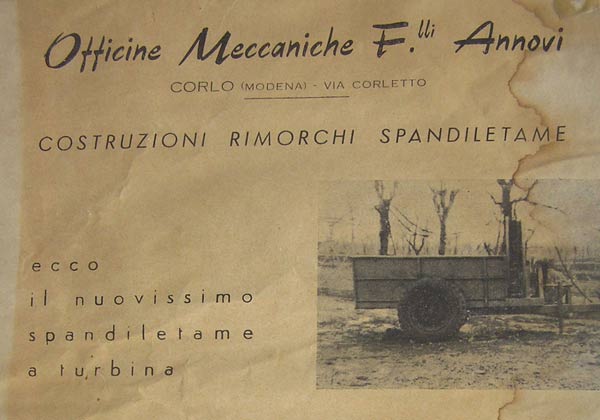 Officine Meccaniche F.lli Annovi
CORLO (MODENA) - VIA CORLETTO
COSTRUZIONI RIMORCHI SPANDILETAME
ecco
il nuovissimo
spandiletame
a turbina